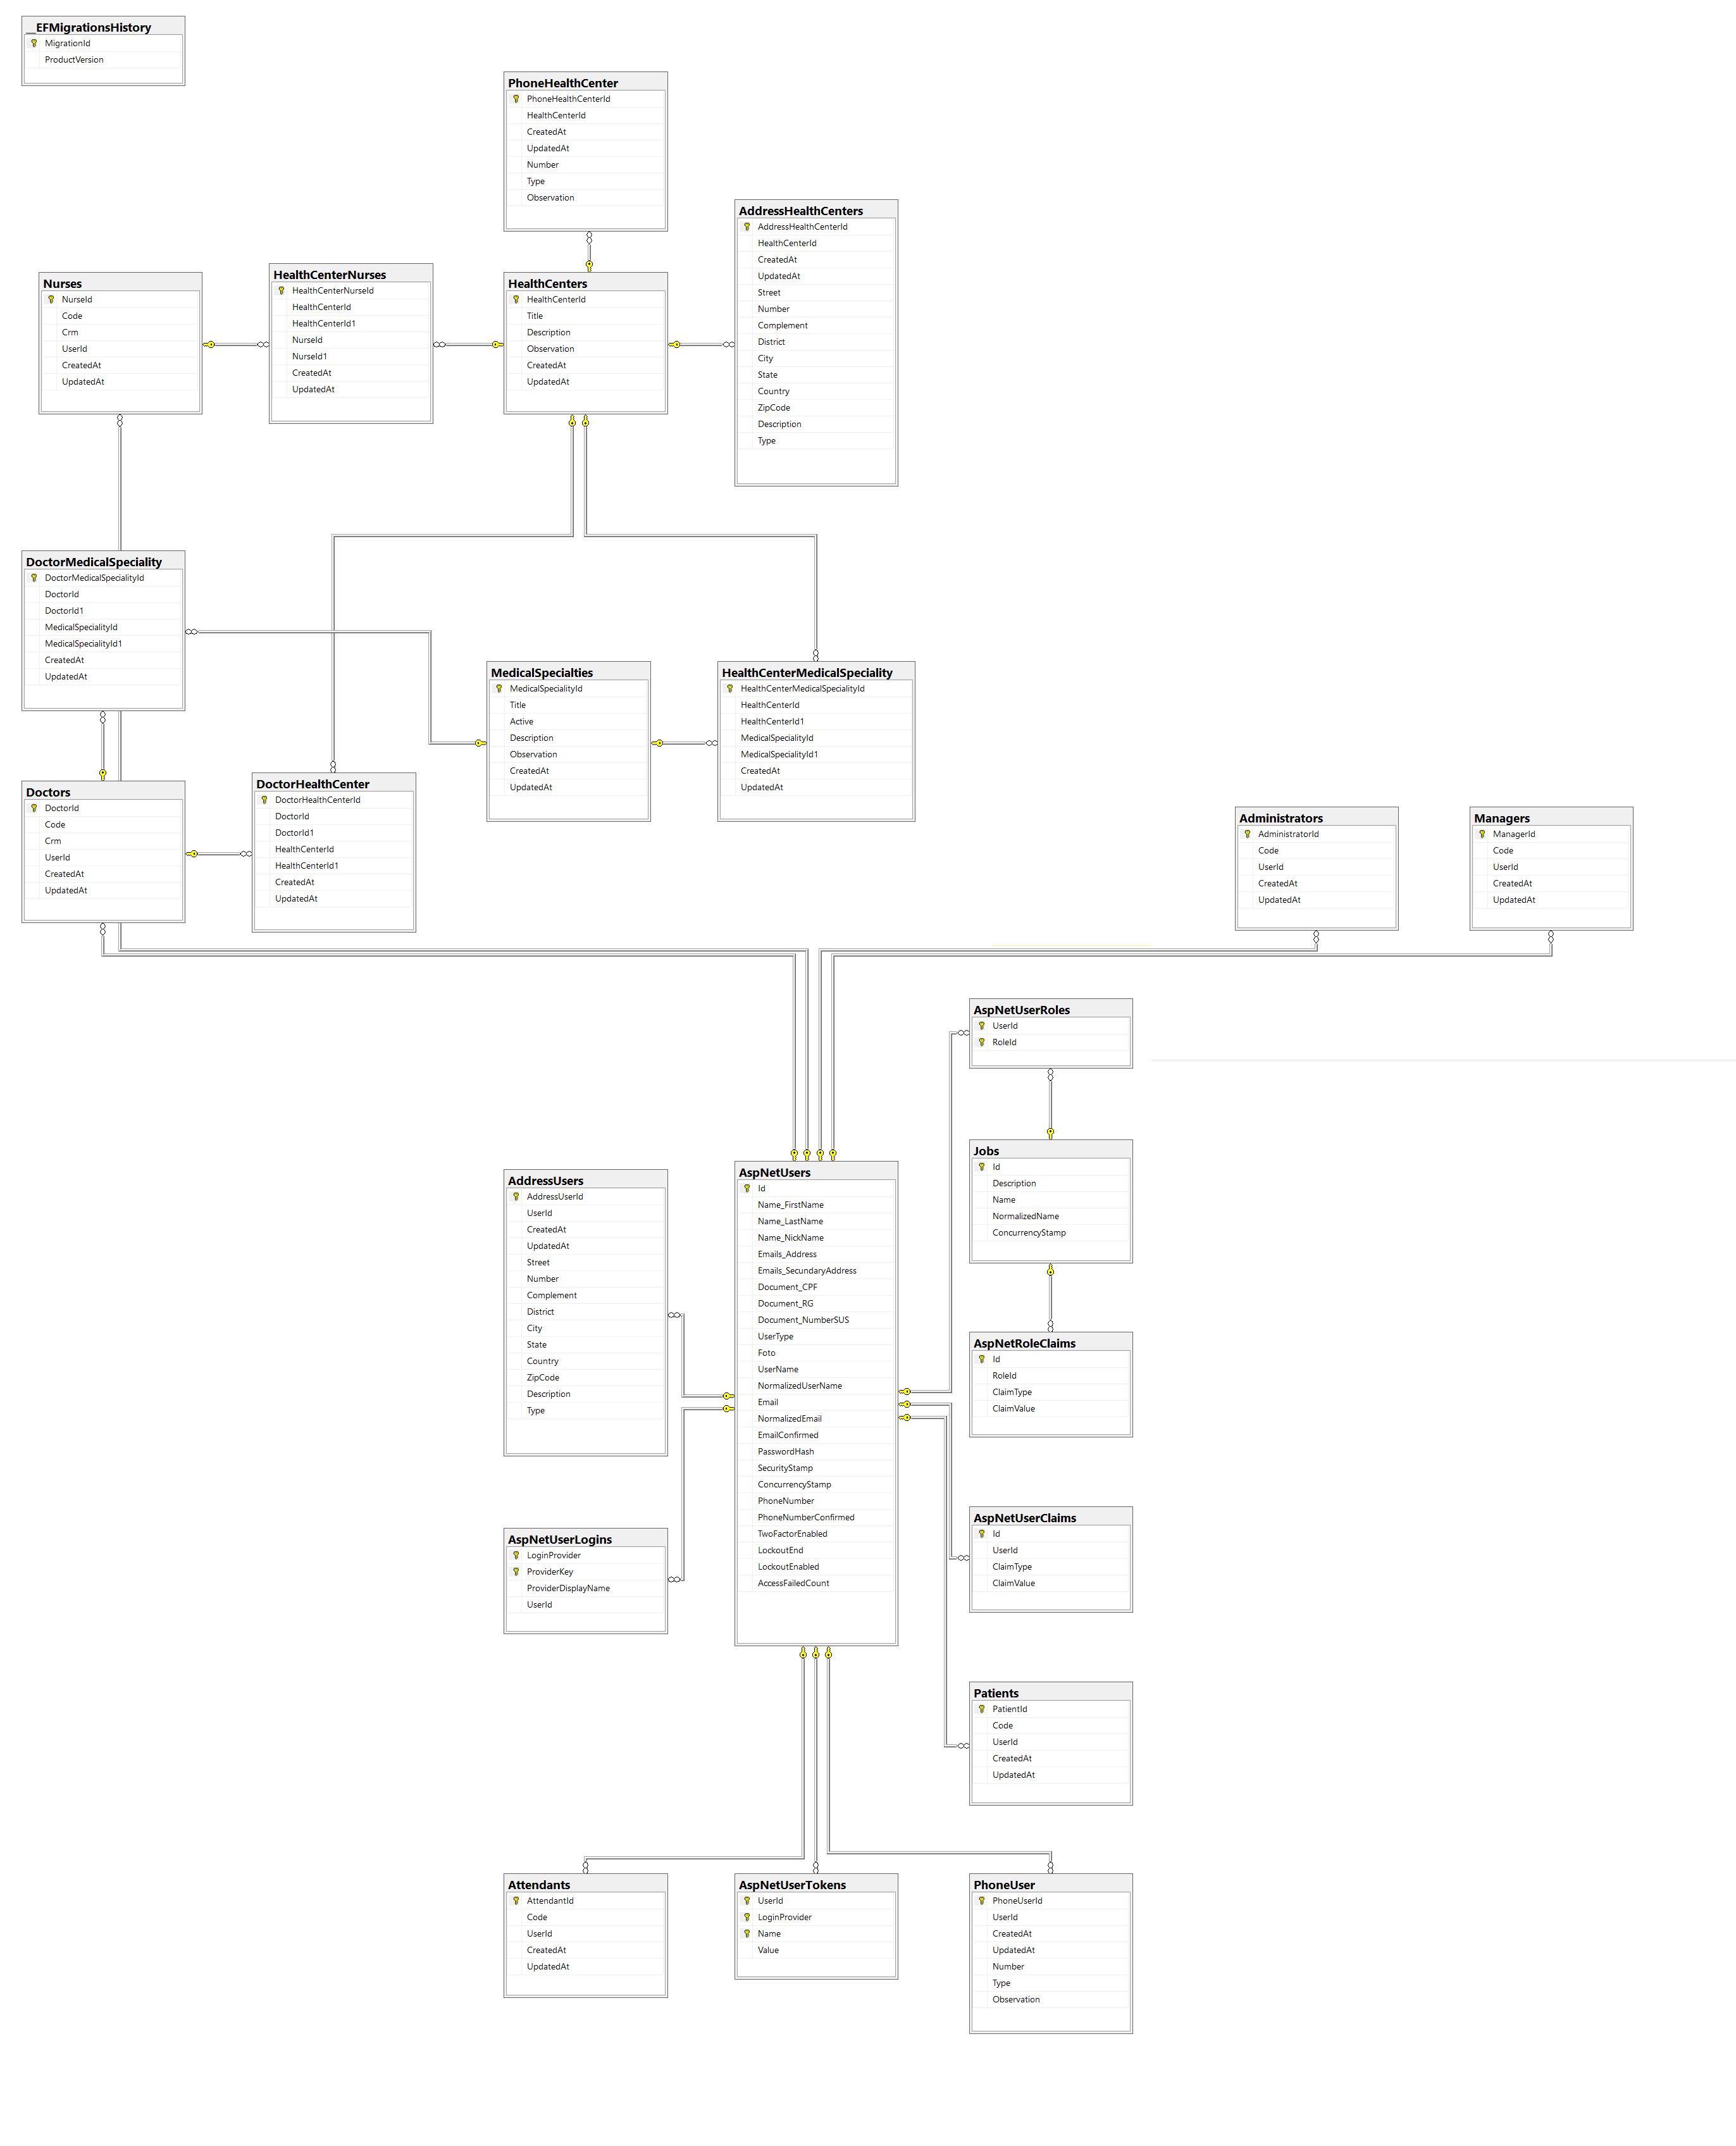 __EFMigrationsHistory
MigrationId
ProductVersion
PhoneHealthCenter
PhoneHealthCenterId
HealthCenterId
CreatedAt
UpdatedAt
Number
Type
Observation
AddressHealthCenters
AddressHealthCenterId
HealthCenterId
CreatedAt
UpdatedAt
Street
Number
Complement
District
City
State
Country
ZipCode
Description
Type
Nurses
NurseId
Code
Crm
UserId
CreatedAt
UpdatedAt
HealthCenterNurses
HealthCenterNurseId
HealthCenterId
HealthCenterId1
NurseId
NurseId1
CreatedAt
UpdatedAt
HealthCenters
HealthCenterId
Title
Description
Observation
CreatedAt
UpdatedAt
DoctorMedicalSpeciality
DoctorMedicalSpecialityId
DoctorId
DoctorId1
MedicalSpecialityId
MedicalSpecialityId1
CreatedAt
UpdatedAt
MedicalSpecialties
MedicalSpecialityId
Title
Active
Description
Observation
CreatedAt
UpdatedAt
HealthCenterMedicalSpeciality
HealthCenterMedicalSpecialityId
HealthCenterId
HealthCenterId1
MedicalSpecialityId
MedicalSpecialityId1
CreatedAt
UpdatedAt
Doctors
DoctorId
Code
Crm
UserId
CreatedAt
UpdatedAt
DoctorHealthCenter
DoctorHealthCenterId
DoctorId
DoctorId1
HealthCenterId
HealthCenterId1
CreatedAt
UpdatedAt
Administrators
AdministratorId
Code
UserId
CreatedAt
UpdatedAt
Managers
ManagerId
Code
UserId
CreatedAt
UpdatedAt
AspNetUserRoles
UserId
RoleId
Jobs
Id
Description
Name
NormalizedName
ConcurrencyStamp
AddressUsers
AddressUserId
UserId
CreatedAt
UpdatedAt
Street
Number
Complement
District
City
State
Country
ZipCode
Description
Type
AspNetUsers
Id
Name_FirstName
Name_LastName
Name_NickName
Emails_Address
Emails_SecundaryAddress
Document_CPF
Document_RG
Document_NumberSUS
UserType
Foto
UserName
NormalizedUserName
Email
NormalizedEmail
EmailConfirmed
PasswordHash
SecurityStamp
ConcurrencyStamp
PhoneNumber
PhoneNumberConfirmed
TwoFactorEnabled
LockoutEnd
LockoutEnabled
AccessFailedCount
AspNetRoleClaims
Id
RoleId
ClaimType
ClaimValue
AspNetUserLogins
LoginProvider
ProviderKey
ProviderDisplayName
UserId
AspNetUserClaims
Id
UserId
ClaimType
ClaimValue
Patients
PatientId
Code
UserId
CreatedAt
UpdatedAt
Attendants
AttendantId
Code
UserId
CreatedAt
UpdatedAt
AspNetUserTokens
UserId
LoginProvider
Name
Value
PhoneUser
PhoneUserId
UserId
CreatedAt
UpdatedAt
Number
Type
Observation